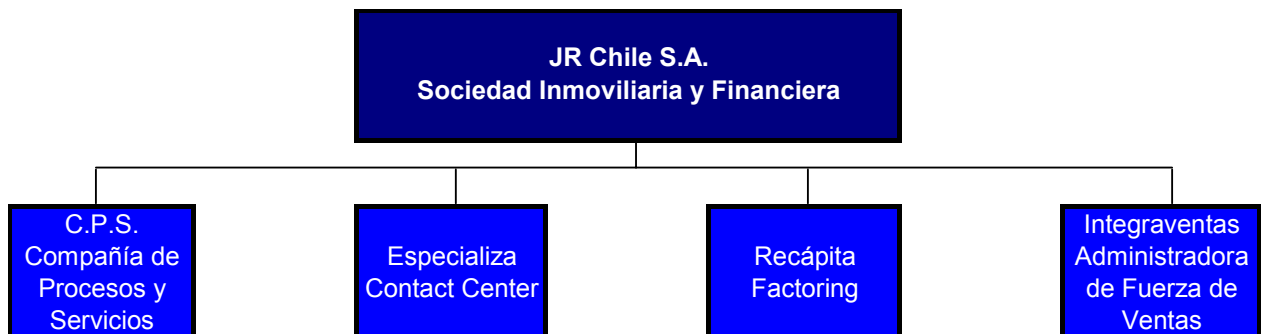 JR Chile S.A.
Sociedad Inmoviliaria y Financiera
C.P.S.
Compañía de
Procesos y
Servicios
Especializa
Contact Center
Recápita
Factoring
Integraventas
Administradora
de Fuerza de
Ventas